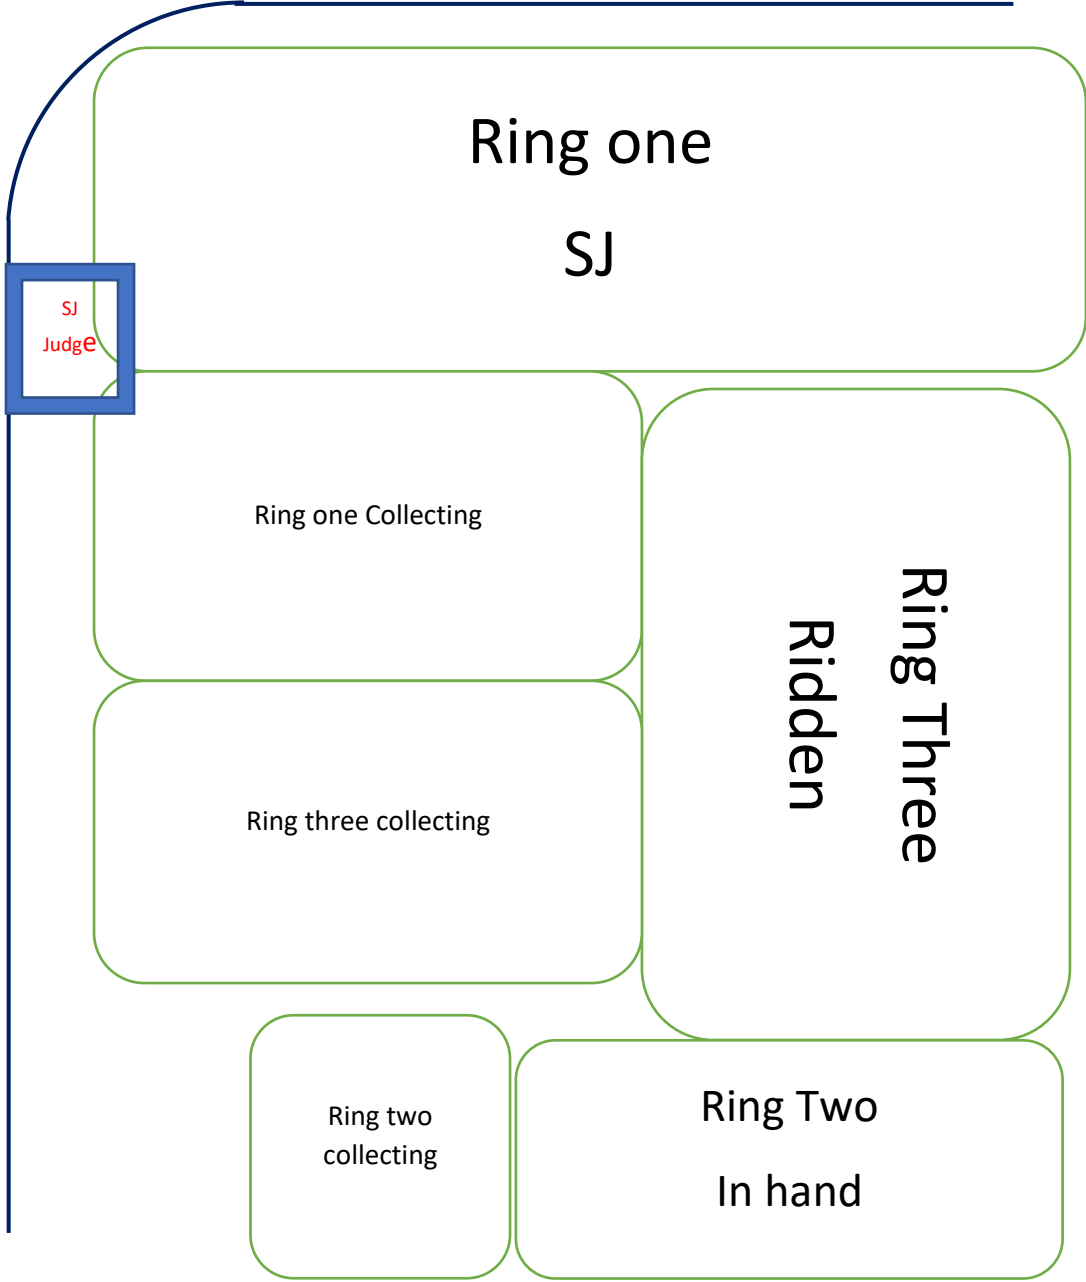 Ring one
SJ
SJ
Judge
Ring one Collecting
Ring Three
Ridden
Ring three collecting
Ring two
collecting
Ring Two
In hand